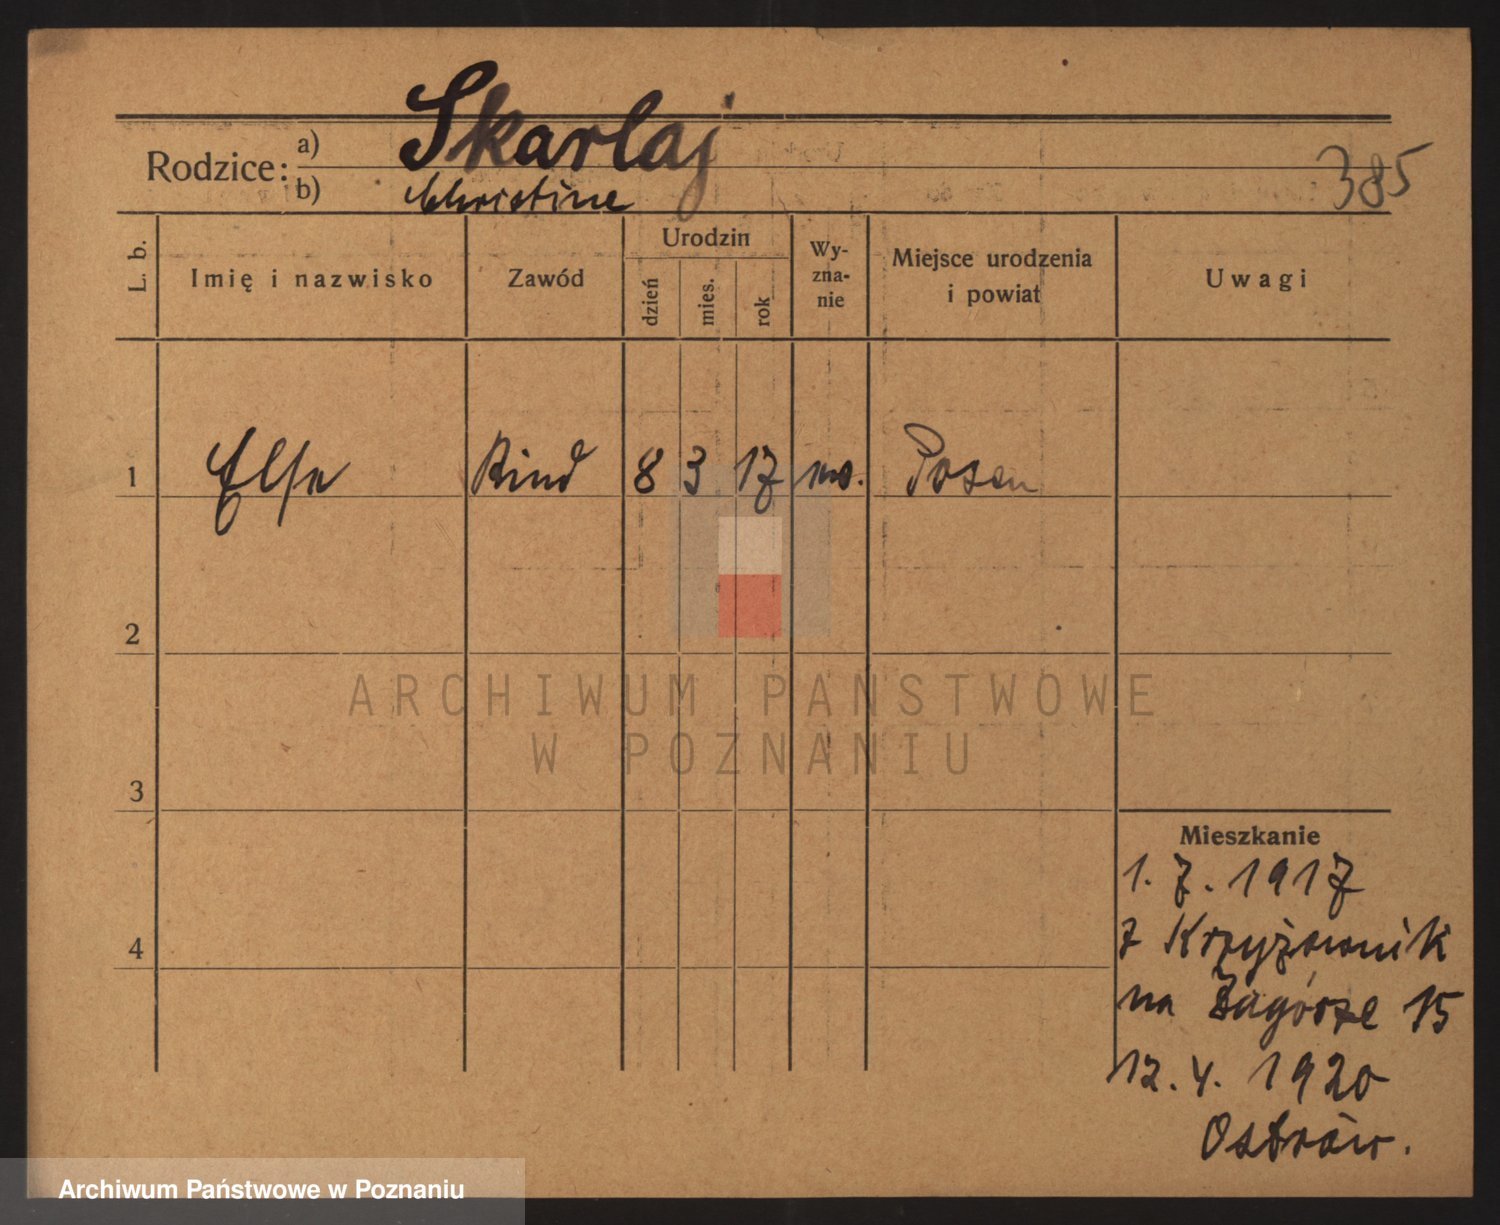 Skarlaj
Rodzice: a)
b) Christine
385
L. b.
Imię i nazwisko
Zawód
Urodzin
dzień
mies.
rok
Wy-
zna-
nie
Miejsce urodzenia
i powiat
Uwagi
1 Else Kind 8 3 17 Posen
2
3
4
Mieszkanie
1. 7. 1917
z Krzyżownik
na Zagórze 15
12. 4. 1920
Ostrów.
ARCHIWUM PAŃSTWOWE
W POZNANIU
Archiwum Państwowe w Poznaniu